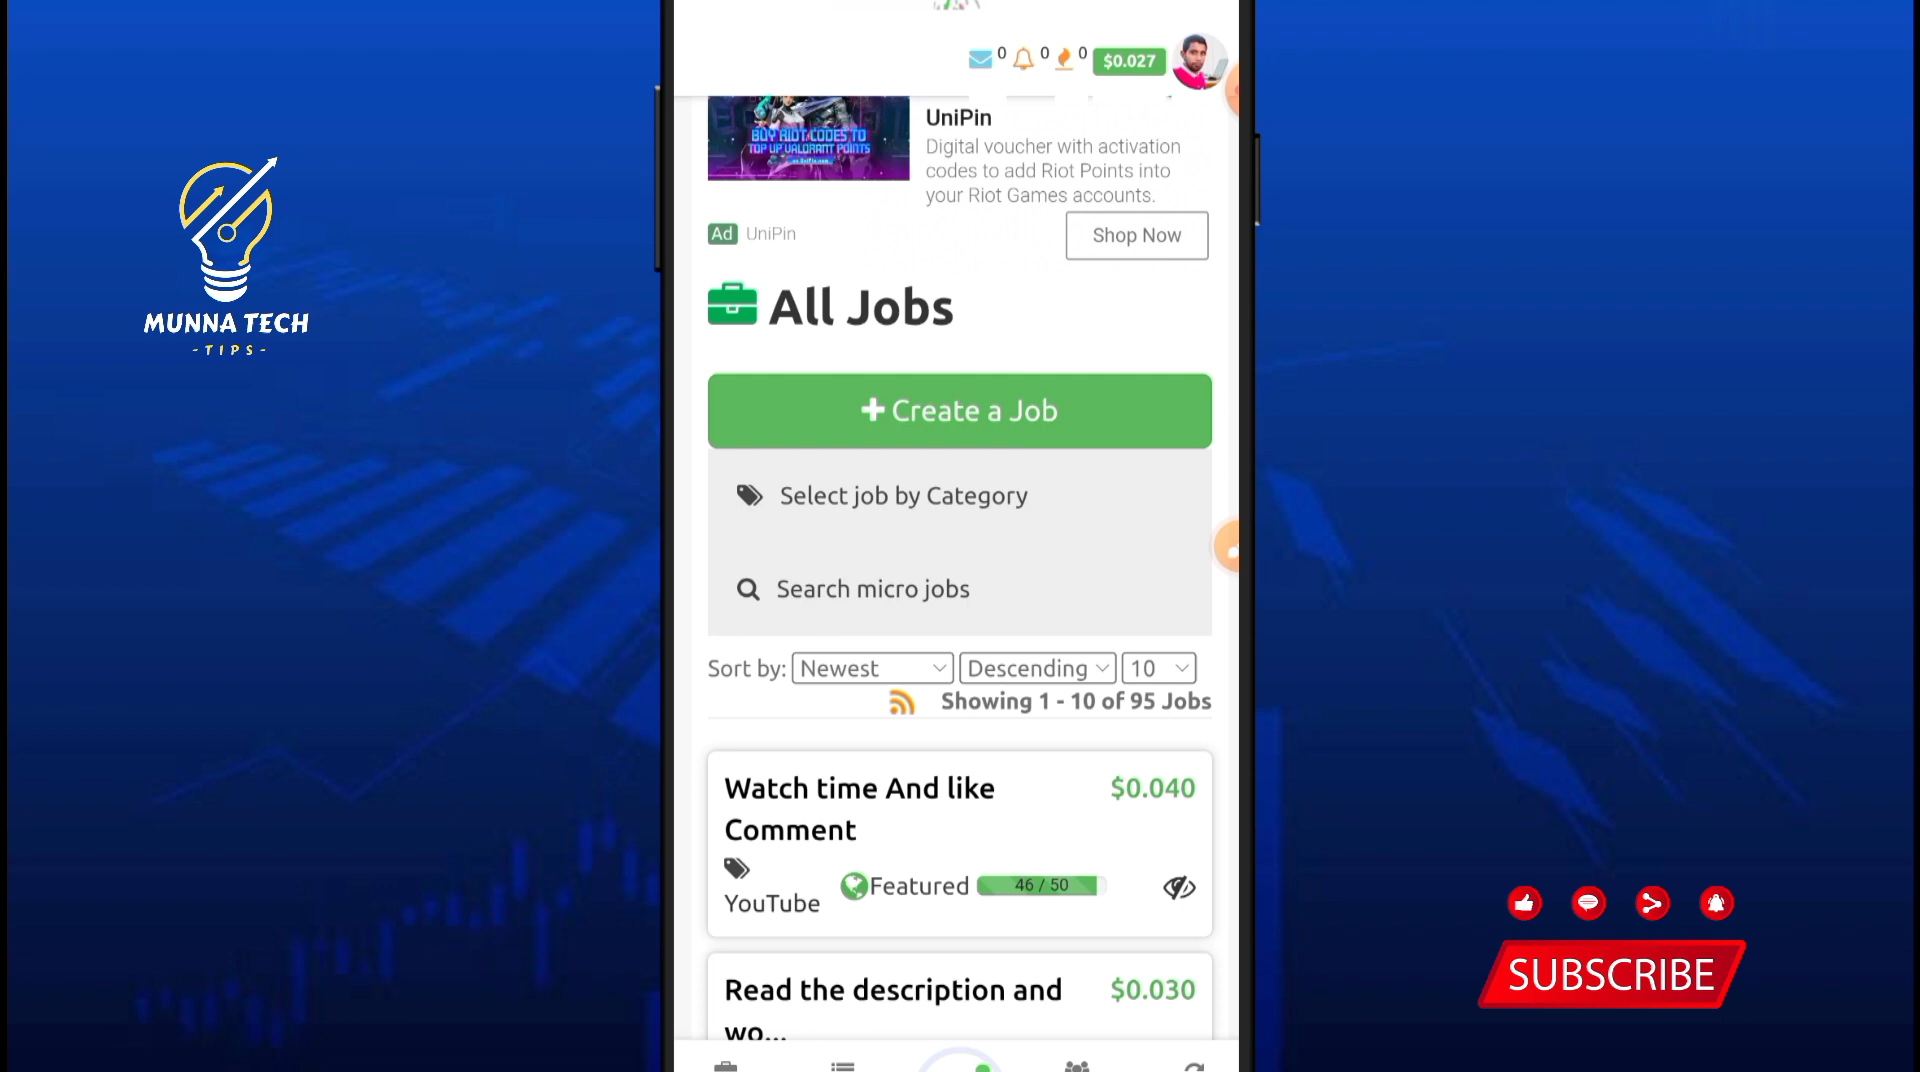 0 0 0 $0.027
BUY RIOT CODES TO
TOP UP VALORANT POINTS
UniPin
Digital voucher with activation
codes to add Riot Points into
your Riot Games accounts.
Ad UniPin
Shop Now
MUNNA TECH
- TIPS -
All Jobs
Create a Job
Select job by Category
Search micro jobs
Sort by: Newest Descending 10
Showing 1 - 10 of 95 Jobs
Watch time And like $0.040
Comment
YouTube
Featured 46 / 50
Read the description and $0.030
wo...
SUBSCRIBE